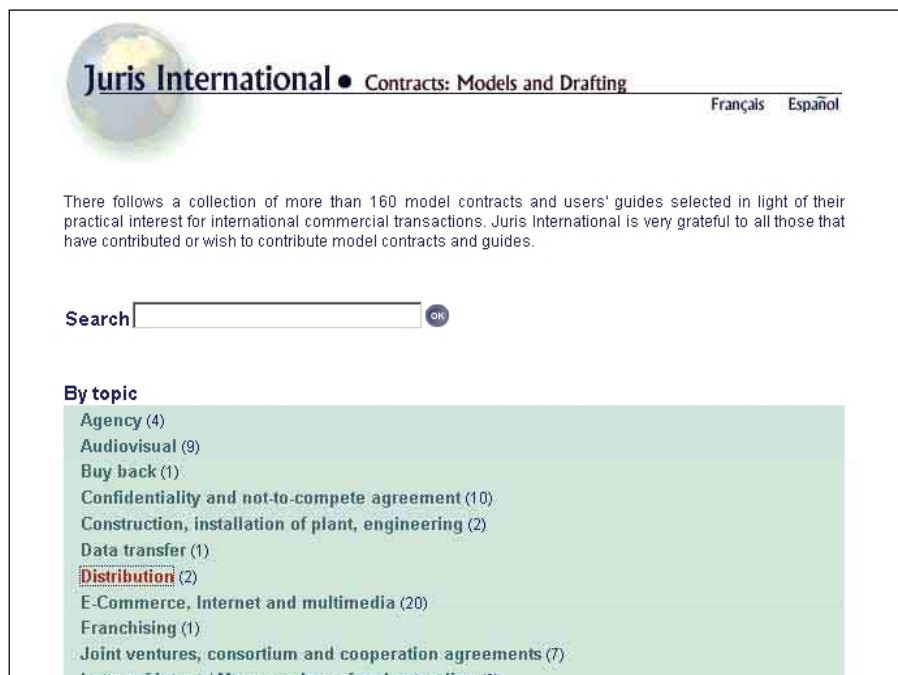 Juris International • Contracts: Models and Drafting
Français Español
There follows a collection of more than 160 model contracts and users' guides selected in light of their
practical interest for international commercial transactions. Juris International is very grateful to all those that
have contributed or wish to contribute model contracts and guides.
Search OK
By topic
Agency (4)
Audiovisual (9)
Buy back (1)
Confidentiality and not-to-compete agreement (10)
Construction, installation of plant, engineering (2)
Data transfer (1)
Distribution (2)
E-Commerce, Internet and multimedia (20)
Franchising (1)
Joint ventures, consortium and cooperation agreements (7)